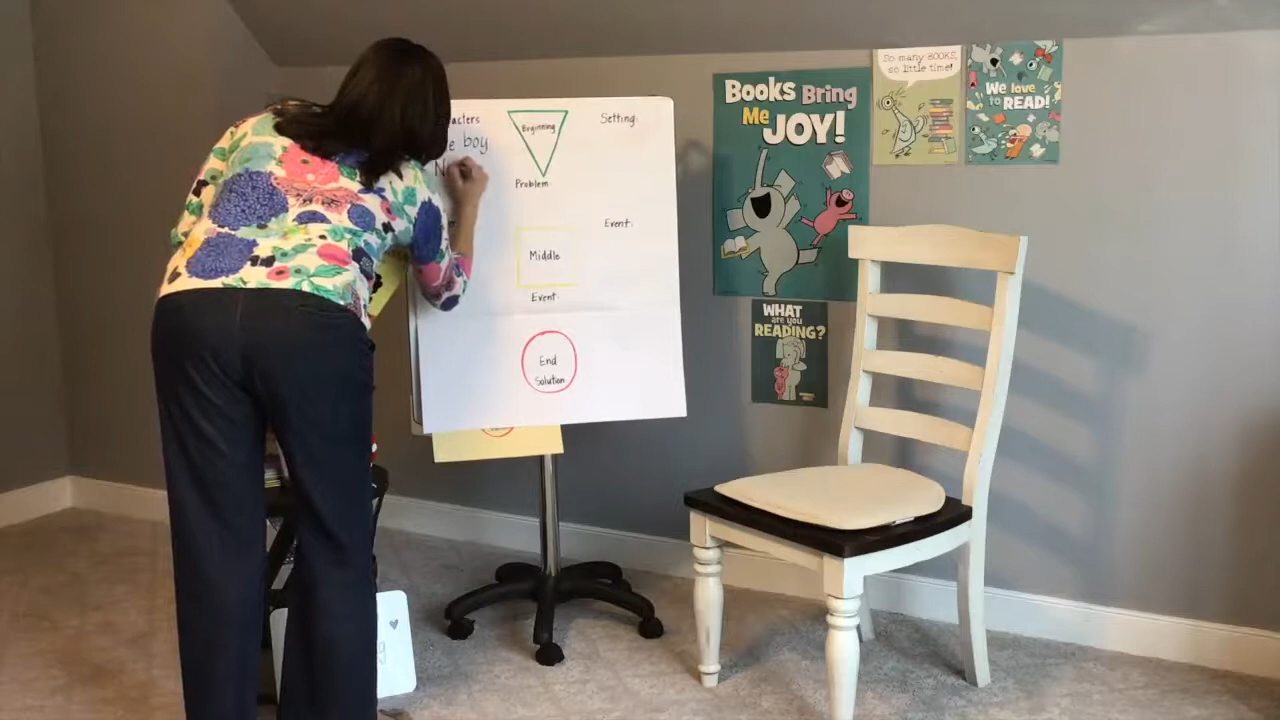 Beginning
Setting:
boy
Problem:
Event:
Middle
Event:
End
Solution
Books Bring
Me
JOY!
So many BOOKS,
so little time!
We love
to READ!
WHAT
are you
READING?